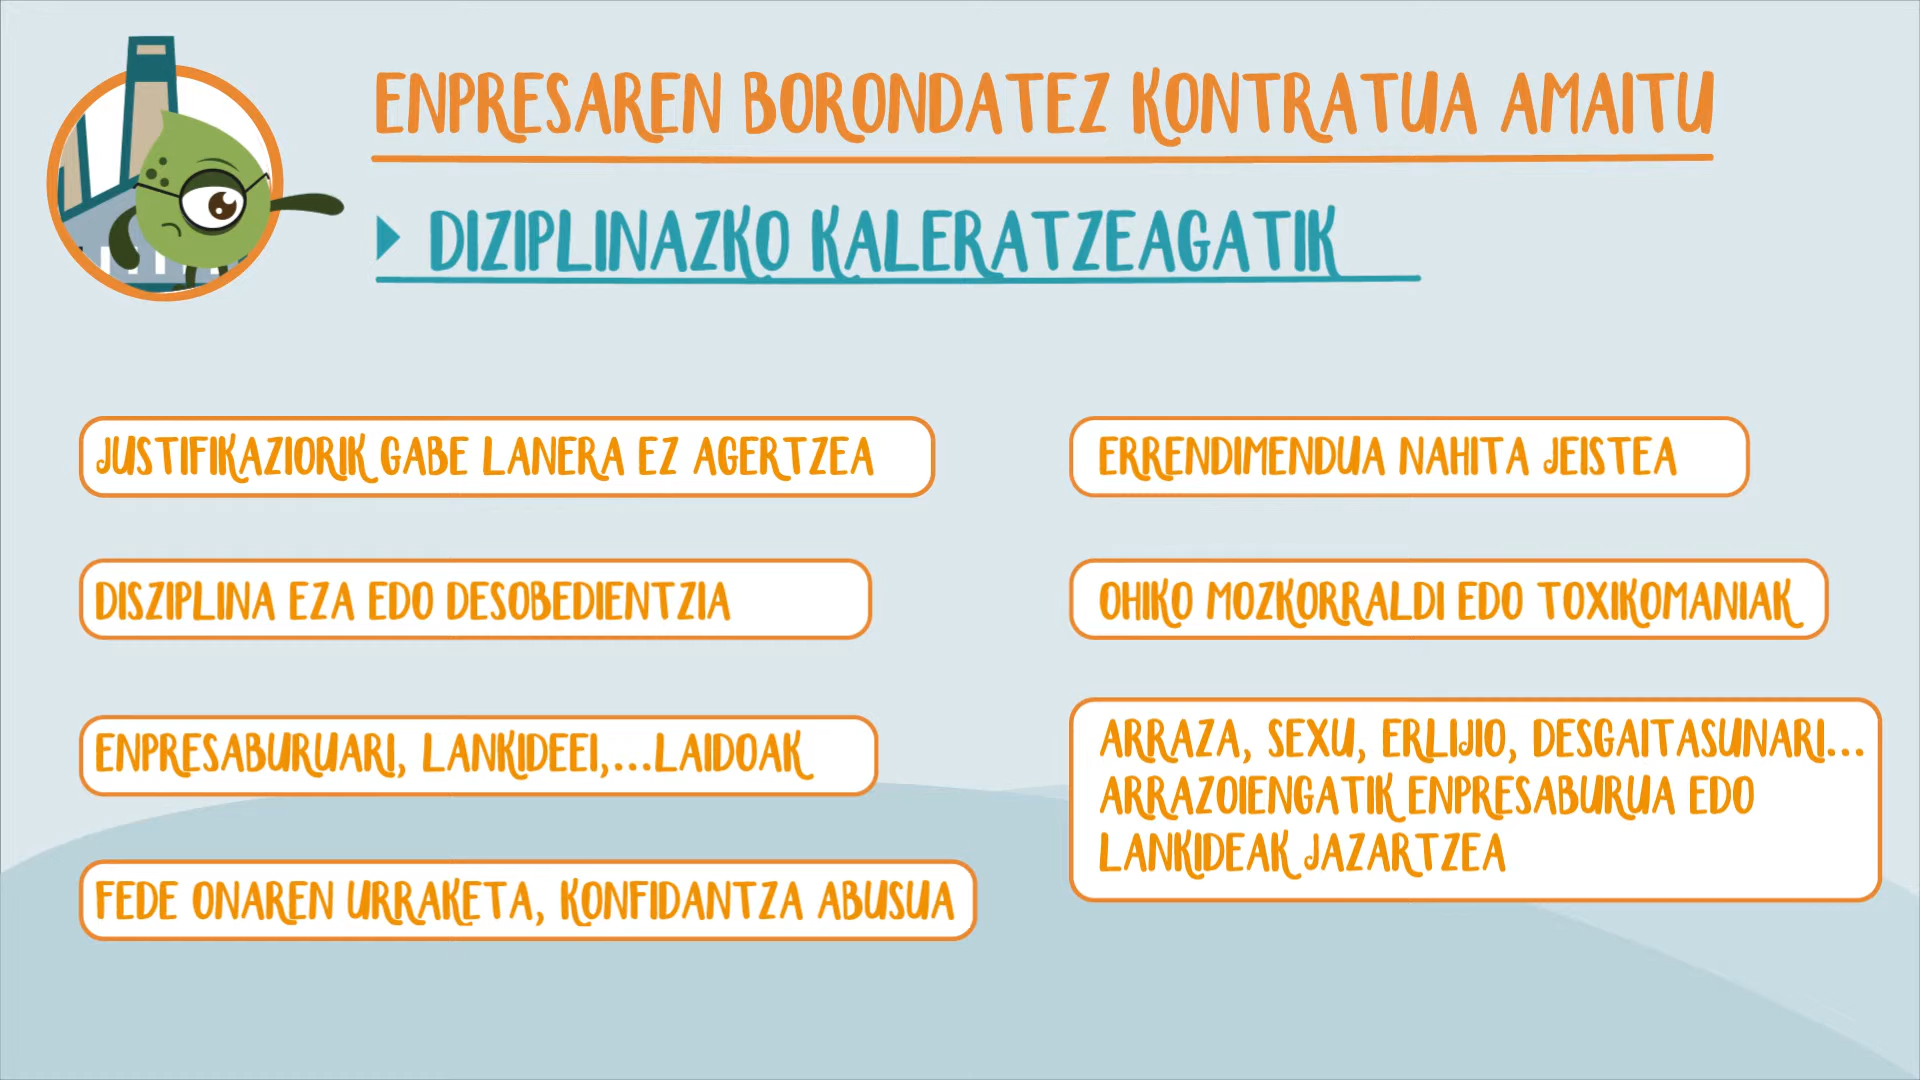 ENPRESAREN BORONDATEZ KONTRATUA AMAITU
DIZIPLINAZKO KALERATZEAGATIK
JUSTIFIKAZIORIK GABE LANERA EZ AGERTZEA
DISZIPLINA EZA EDO DESOBEDIENTZIA
ENPRESABURUARI, LANKIDEEI,...LAIDOAK
FEDE ONAREN URRAKETA, KONFIDANTZA ABUSUA
ERRENDIMENDUA NAHITA JEISTEA
OHIKO MOZKORRALDI EDO TOXIKOMANIAK
ARRAZA, SEXU, ERLIJIO, DESGAITASUNARI...
ARRAZOIENGATIK ENPRESABURUA EDO
LANKIDEAK JAZARTZEA